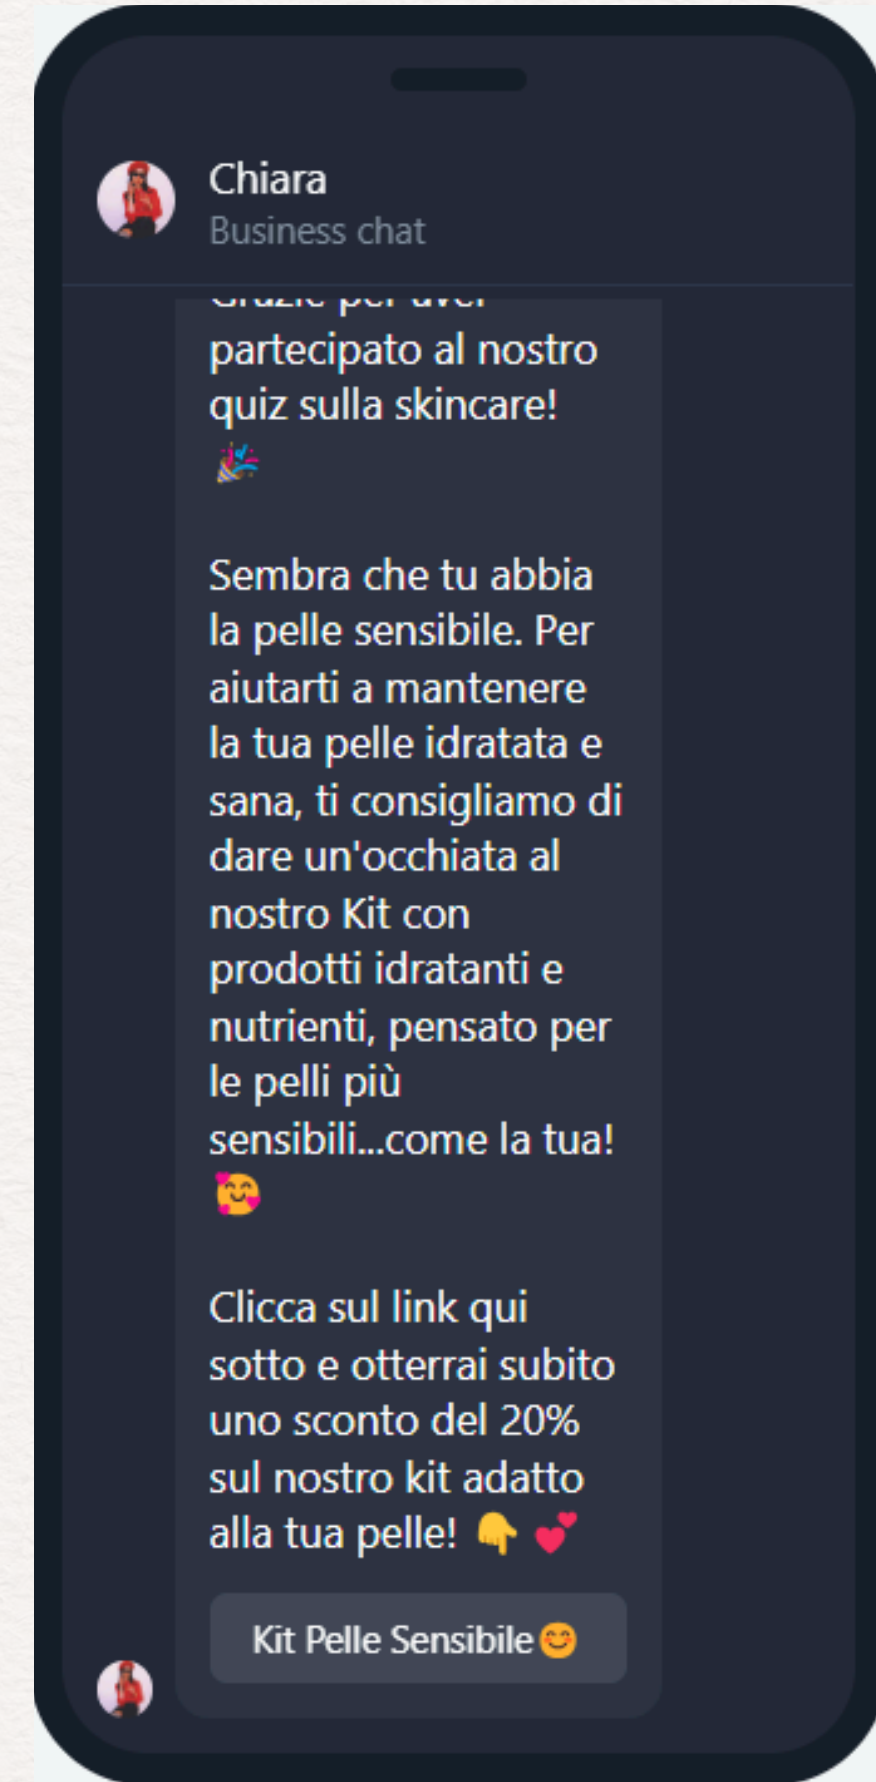 Chiara
Business chat
Grazie per aver
partecipato al nostro
quiz sulla skincare!
🎉
Sembra che tu abbia
la pelle sensibile. Per
aiutarti a mantenere
la tua pelle idratata e
sana, ti consigliamo di
dare un'occhiata al
nostro Kit con
prodotti idratanti e
nutrienti, pensato per
le pelli più
sensibili...come la tua!
🥰
Clicca sul link qui
sotto e otterrai subito
uno sconto del 20%
sul nostro kit adatto
alla tua pelle! 👇 💕
Kit Pelle Sensibile😊